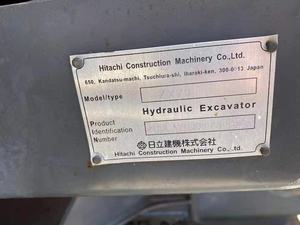 Hitachi Construction Machinery Co., Ltd.
650, Kandatsu-machi, Tsuchiura-shi, Ibaraki-ken, 300-0013 Japan
Model/type
Hydraulic Excavator
Product
Identification
Number
日立建機株式会社
Hitachi Construction Machinery Co., Ltd.